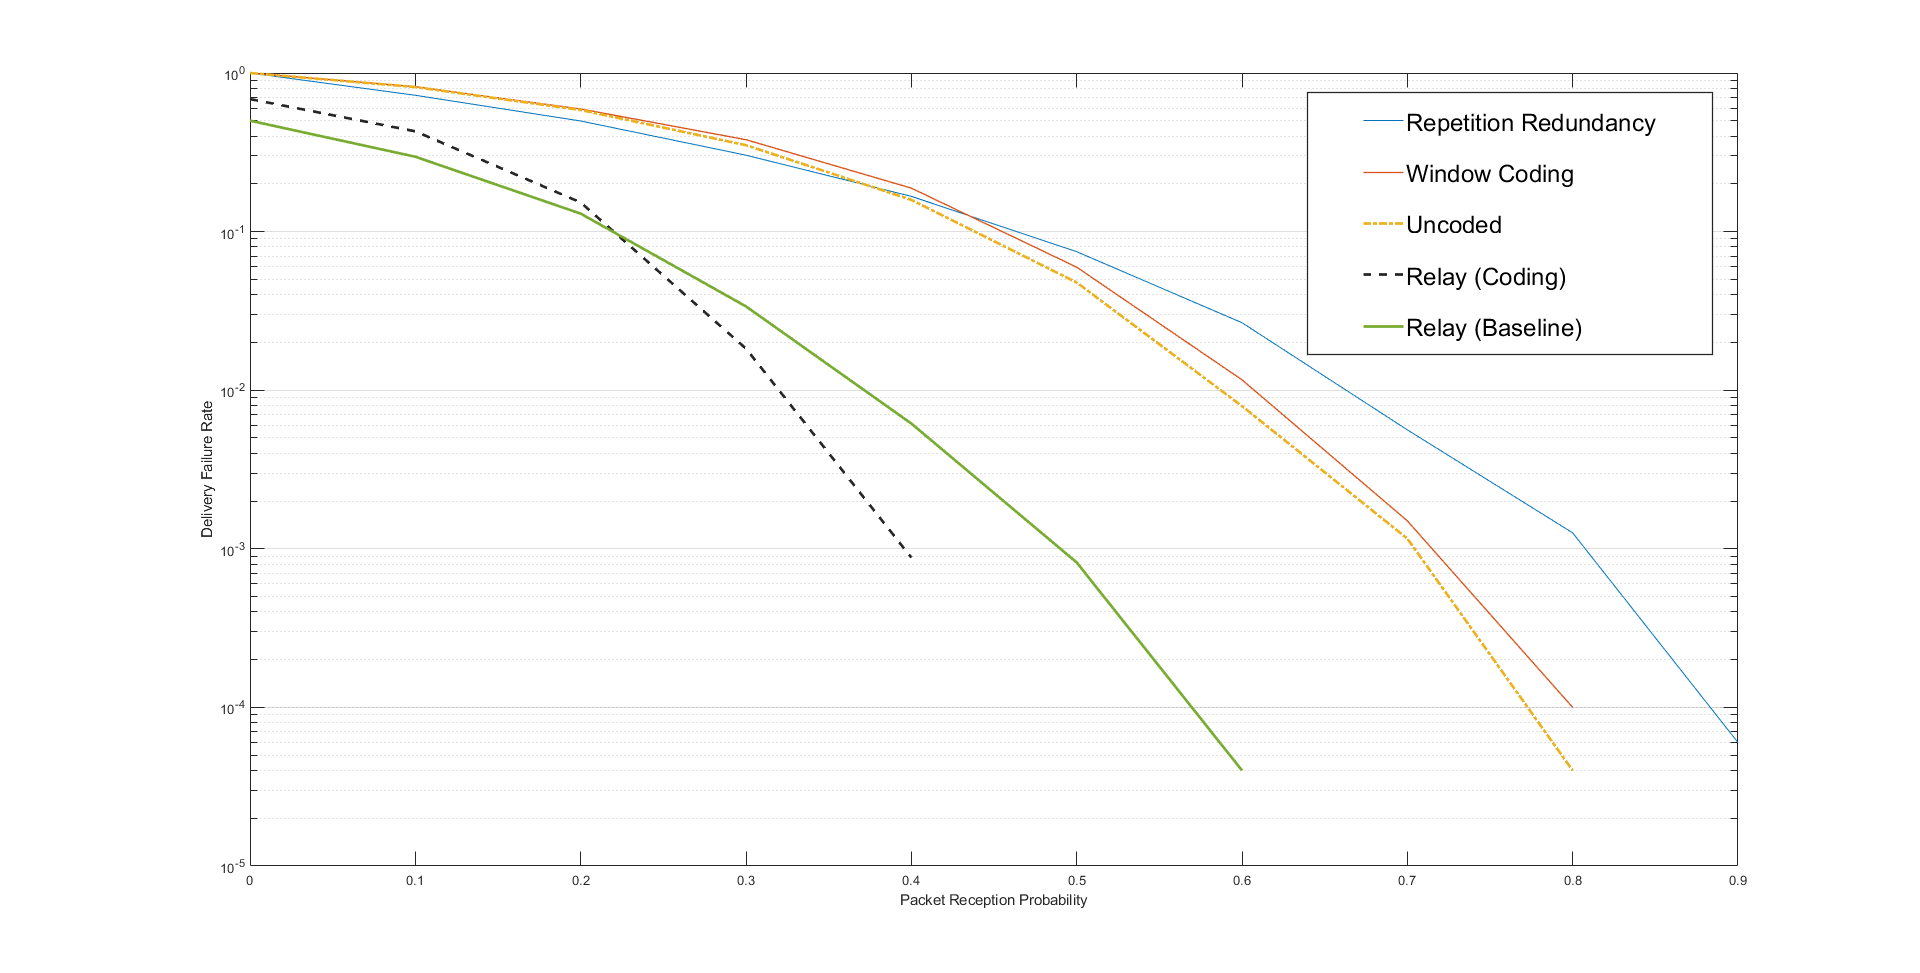 Repetition Redundancy
Window Coding
Uncoded
Relay (Coding)
Relay (Baseline)
Delivery Failure Rate
10^0
10^-1
10^-2
10^-3
10^-4
10^-5
0 0.1 0.2 0.3 0.4 0.5 0.6 0.7 0.8 0.9
Packet Reception Probability